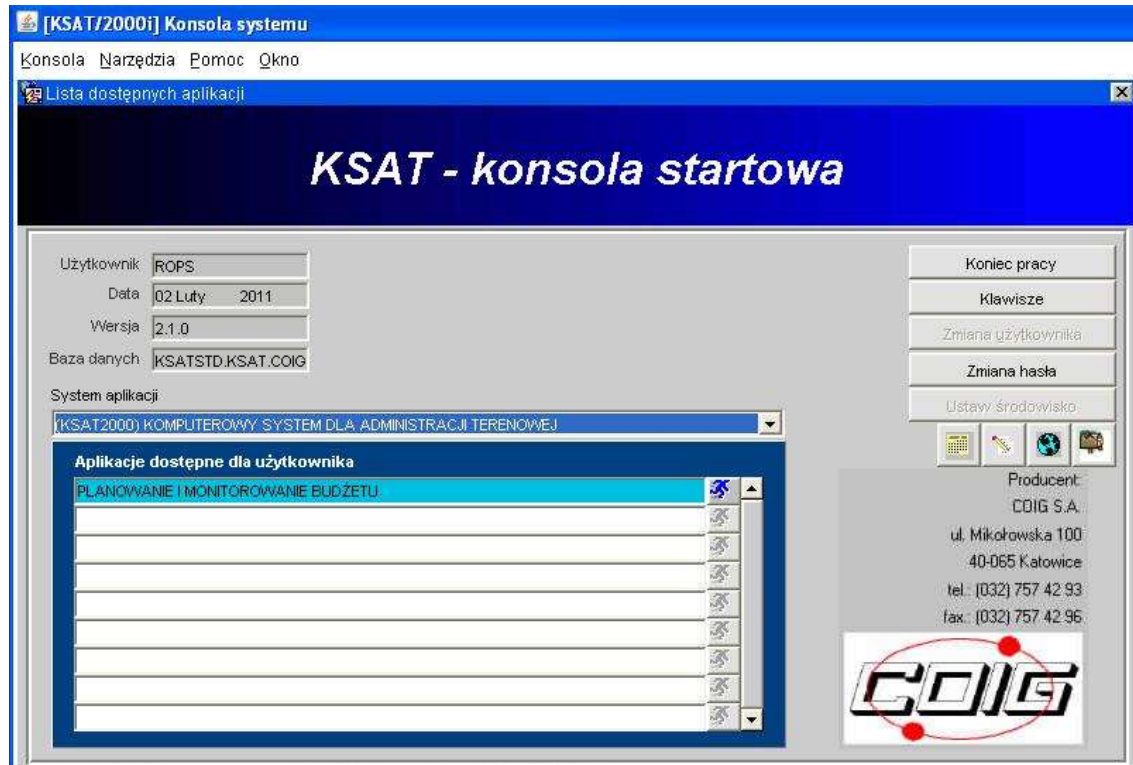 [KSAT/2000i] Konsola systemu
Konsola Narzędzia Pomoc Okno
Lista dostępnych aplikacji
KSAT - konsola startowa
Użytkownik ROPS
Data 02 Luty 2011
Wersja 2.1.0
Baza danych KSATSTD.KSAT.COIG
System aplikacji
(KSAT2000) KOMPUTEROWY SYSTEM DLA ADMINISTRACJI TERENOWEJ
Aplikacje dostępne dla użytkownika
PLANOWANIE I MONITOROWANIE BUDŻETU
Koniec pracy
Klawisze
Zmiana użytkownika
Zmiana hasła
Ustaw środowisko
Producent:
COIG S.A.
ul. Mikołowska 100
40-065 Katowice
tel.: (032) 757 42 93
fax.: (032) 757 42 96
COIG